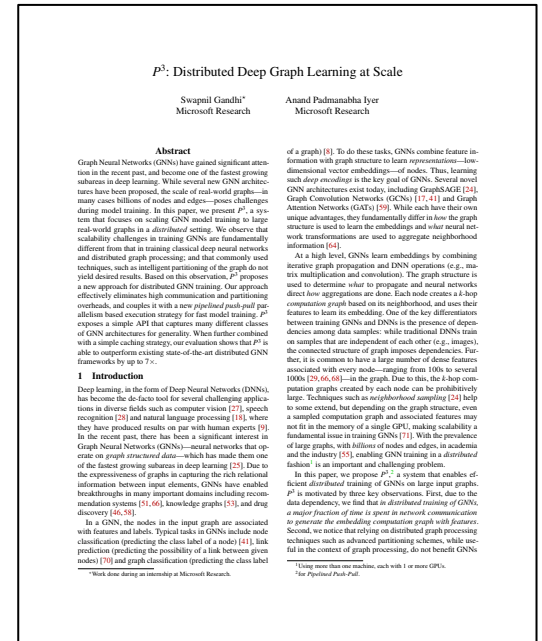 P³: Distributed Deep Graph Learning at Scale
Swapnil Gandhi*
Microsoft Research
Anand Padmanabha Iyer
Microsoft Research
Abstract
Graph Neural Networks (GNNs) have gained significant atten-
tion in the recent past, and become one of the fastest growing
subareas in deep learning. While several new GNN architec-
tures have been proposed, the scale of real-world graphs—in
many cases billions of nodes and edges—poses challenges
during model training. In this paper, we present P³, a sys-
tem that focuses on scaling GNN model training to large
real-world graphs in a distributed setting. We observe that
scalability challenges in training GNNs are fundamentally
different from that in training classical deep neural networks
and distributed graph processing; and that commonly used
techniques, such as intelligent partitioning of the graph do not
yield desired results. Based on this observation, P³ proposes
a new approach for distributed GNN training. Our approach
effectively eliminates high communication and partitioning
overheads, and couples it with a new pipelined push-pull par-
allelism based execution strategy for fast model training. P³
exposes a simple API that captures many different classes
of GNN architectures for generality. When further combined
with a simple caching strategy, our evaluation shows that P³ is
able to outperform existing state-of-the-art distributed GNN
frameworks by up to 7×.
1 Introduction
Deep learning, in the form of Deep Neural Networks (DNNs),
has become the de-facto tool for several challenging applica-
tions in diverse fields such as computer vision [27], speech
recognition [28] and natural language processing [18], where
they have produced results on par with human experts [9].
In the recent past, there has been a significant interest in
Graph Neural Networks (GNNs)—neural networks that op-
erate on graph structured data—which has made them one
of the fastest growing subareas in deep learning [25]. Due to
the expressiveness of graphs in capturing the rich relational
information between input elements, GNNs have enabled
breakthroughs in many important domains including recom-
mendation systems [51,66], knowledge graphs [53], and drug
discovery [46,58].
In a GNN, the nodes in the input graph are associated
with features and labels. Typical tasks in GNNs include node
classification (predicting the class label of a node) [41], link
prediction (predicting the possibility of a link between given
nodes) [70] and graph classification (predicting the class label
*Work done during an internship at Microsoft Research.
of a graph) [8]. To do these tasks, GNNs combine feature in-
formation with graph structure to learn representations—low-
dimensional vector embeddings—of nodes. Thus, learning
such deep encodings is the key goal of GNNs. Several novel
GNN architectures exist today, including GraphSAGE [24],
Graph Convolution Networks (GCNs) [17,41] and Graph
Attention Networks (GATs) [59]. While each have their own
unique advantages, they fundamentally differ in how the graph
structure is used to learn the embeddings and what neural net-
work transformations are used to aggregate neighborhood
information [64].
At a high level, GNNs learn embeddings by combining
iterative graph propagation and DNN operations (e.g., ma-
trix multiplication and convolution). The graph structure is
used to determine what to propagate and neural networks
direct how aggregations are done. Each node creates a k-hop
computation graph based on its neighborhood, and uses their
features to learn its embedding. One of the key differentiators
between training GNNs and DNNs is the presence of depen-
dencies among data samples: while traditional DNNs train
on samples that are independent of each other (e.g., images),
the connected structure of graph imposes dependencies. Fur-
ther, it is common to have a large number of dense features
associated with every node—ranging from 100s to several
1000s [29,66,68]—in the graph. Due to this, the k-hop com-
putation graphs created by each node can be prohibitively
large. Techniques such as neighborhood sampling [24] help
to some extent, but depending on the graph structure, even
a sampled computation graph and associated features may
not fit in the memory of a single GPU, making scalability a
fundamental issue in training GNNs [71]. With the prevalence
of large graphs, with billions of nodes and edges, in academia
and the industry [55], enabling GNN training in a distributed
fashion¹ is an important and challenging problem.
In this paper, we propose P³,² a system that enables ef-
ficient distributed training of GNNs on large input graphs.
P³ is motivated by three key observations. First, due to the
data dependency, we find that in distributed training of GNNs,
a major fraction of time is spent in network communication
to generate the embedding computation graph with features.
Second, we notice that relying on distributed graph processing
techniques such as advanced partitioning schemes, while use-
ful in the context of graph processing, do not benefit GNNs
¹Using more than one machine, each with 1 or more GPUs.
²for Pipelined Push-Pull.